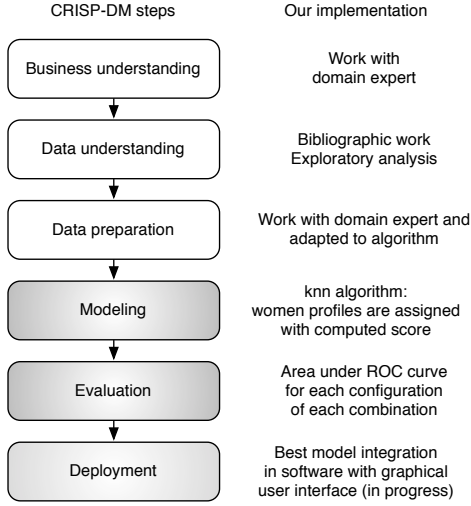 CRISP-DM steps
Our implementation
Business understanding
Work with
domain expert
Data understanding
Bibliographic work
Exploratory analysis
Data preparation
Work with domain expert and
adapted to algorithm
Modeling
knn algorithm:
women profiles are assigned
with computed score
Evaluation
Area under ROC curve
for each configuration
of each combination
Deployment
Best model integration
in software with graphical
user interface (in progress)